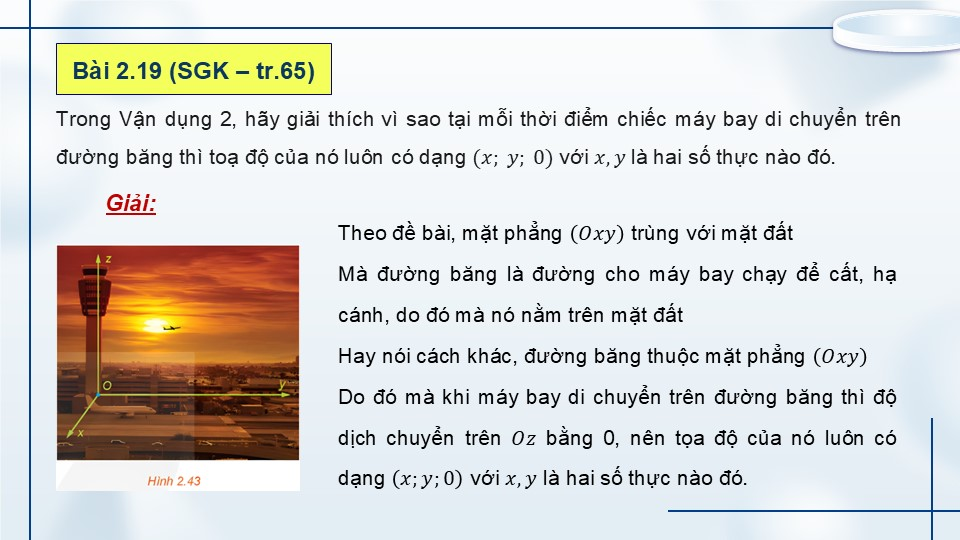 Bài 2.19 (SGK – tr.65)
Trong Vận dụng 2, hãy giải thích vì sao tại mỗi thời điểm chiếc máy bay di chuyển trên
đường băng thì toạ độ của nó luôn có dạng (x; y; 0) với x, y là hai số thực nào đó.
Giải:
Theo đề bài, mặt phẳng (Oxy) trùng với mặt đất
Mà đường băng là đường cho máy bay chạy để cất, hạ
cánh, do đó mà nó nằm trên mặt đất
Hay nói cách khác, đường băng thuộc mặt phẳng (Oxy)
Do đó mà khi máy bay di chuyển trên đường băng thì độ
dịch chuyển trên Oz bằng 0, nên tọa độ của nó luôn có
dạng (x; y; 0) với x, y là hai số thực nào đó.
z
O
y
x
Hình 2.43